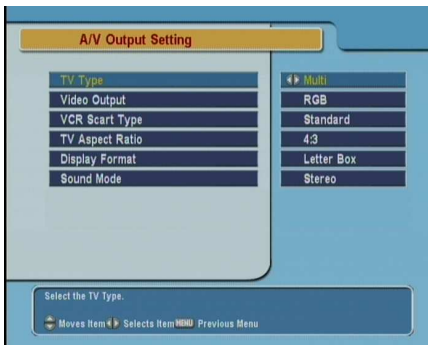 A/V Output Setting
TV Type Multi
Video Output RGB
VCR Scart Type Standard
TV Aspect Ratio 4:3
Display Format Letter Box
Sound Mode Stereo
Select the TV Type.
Moves Item Selects Item MENU Previous Menu